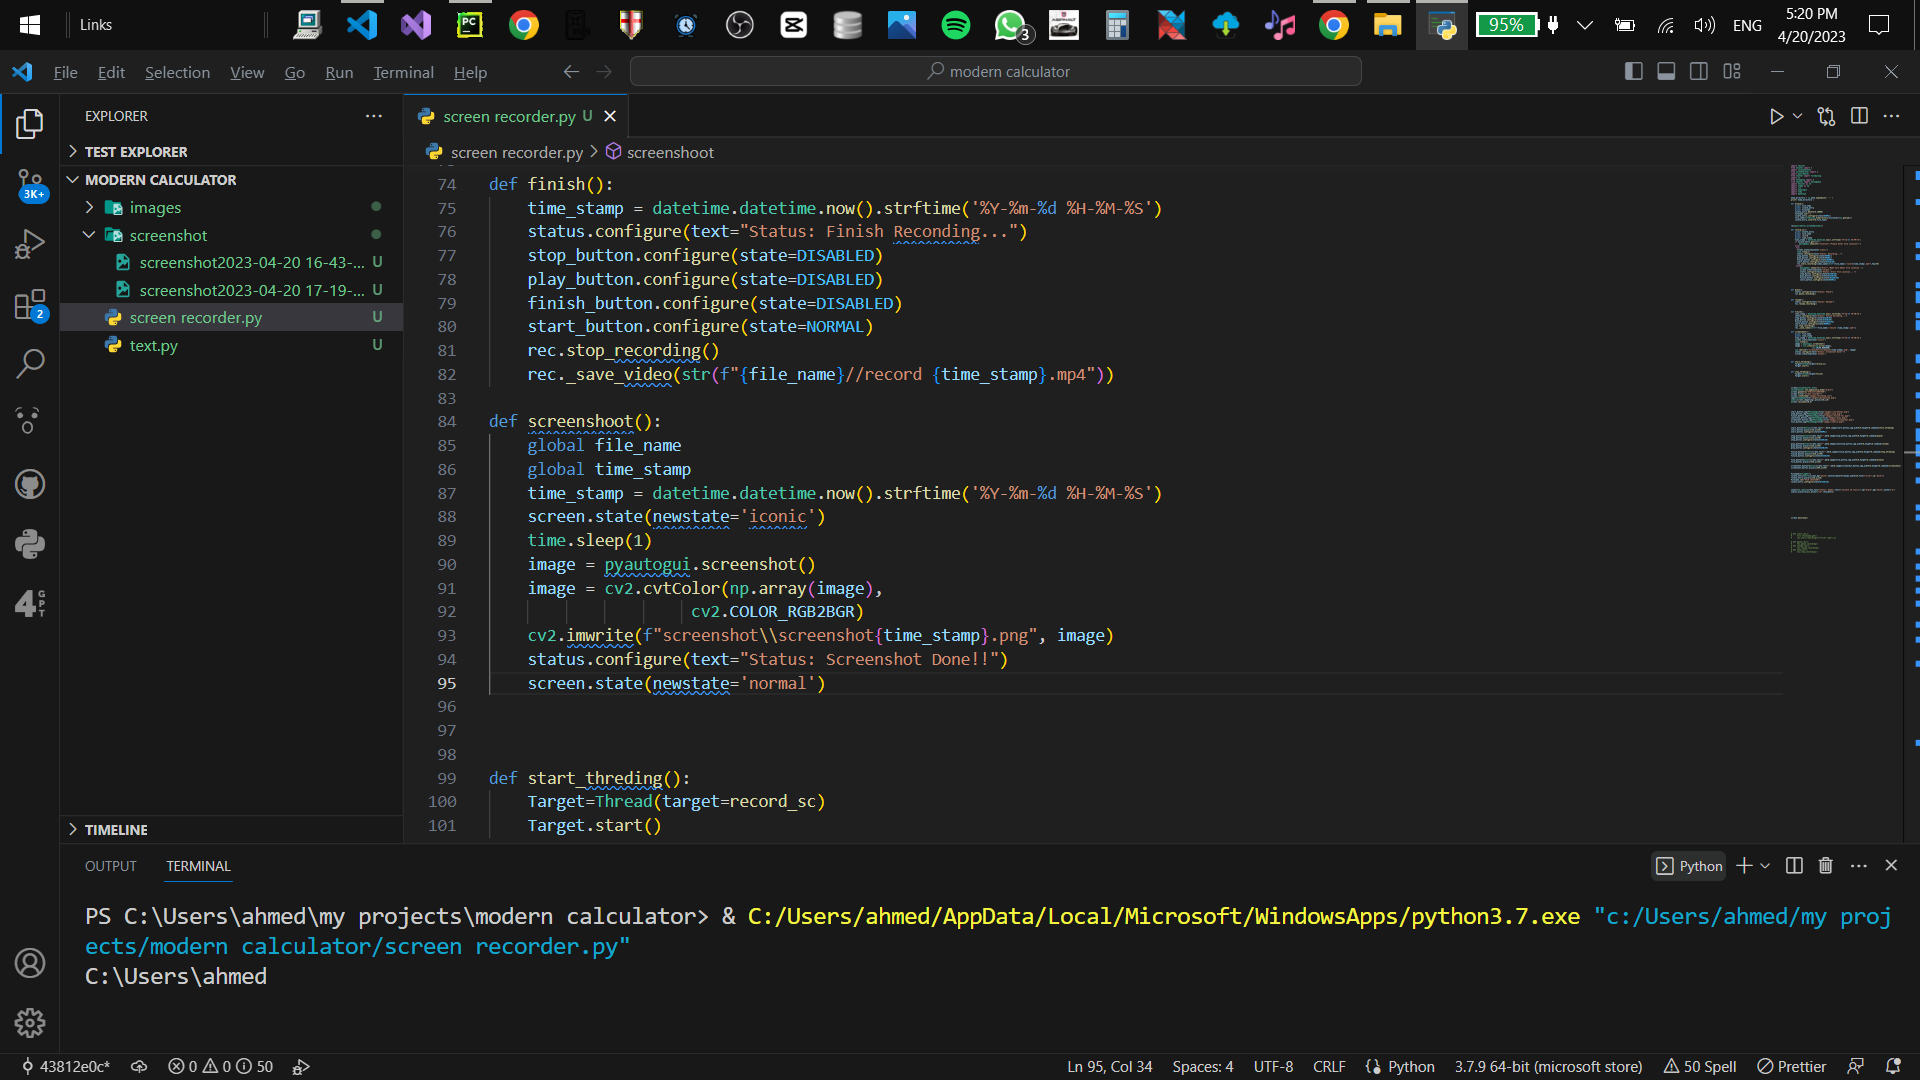 Links
PC
3
95%
ENG
5:20 PM
4/20/2023
File Edit Selection View Go Run Terminal Help
modern calculator
EXPLORER
TEST EXPLORER
MODERN CALCULATOR
images
screenshot
screenshot2023-04-20 16-43-... U
screenshot2023-04-20 17-19-... U
screen recorder.py U
text.py U
TIMELINE
3K+
2
4 GPT
screen recorder.py U
screen recorder.py > screenshoot
74 def finish():
75 time_stamp = datetime.datetime.now().strftime('%Y-%m-%d %H-%M-%S')
76 status.configure(text="Status: Finish Reconding...")
77 stop_button.configure(state=DISABLED)
78 play_button.configure(state=DISABLED)
79 finish_button.configure(state=DISABLED)
80 start_button.configure(state=NORMAL)
81 rec.stop_recording()
82 rec._save_video(str(f"{file_name}//record {time_stamp}.mp4"))
83
84 def screenshoot():
85 global file_name
86 global time_stamp
87 time_stamp = datetime.datetime.now().strftime('%Y-%m-%d %H-%M-%S')
88 screen.state(newstate='iconic')
89 time.sleep(1)
90 image = pyautogui.screenshot()
91 image = cv2.cvtColor(np.array(image),
92 cv2.COLOR_RGB2BGR)
93 cv2.imwrite(f"screenshot\\screenshot{time_stamp}.png", image)
94 status.configure(text="Status: Screenshot Done!!")
95 screen.state(newstate='normal')
96
97
98
99 def start_threding():
100 Target=Thread(target=record_sc)
101 Target.start()
OUTPUT TERMINAL
Python
PS C:\Users\ahmed\my projects\modern calculator> & C:/Users/ahmed/AppData/Local/Microsoft/WindowsApps/python3.7.exe "c:/Users/ahmed/my proj
ects/modern calculator/screen recorder.py"
C:\Users\ahmed
43812e0c* 0 0 50 Ln 95, Col 34 Spaces: 4 UTF-8 CRLF Python 3.7.9 64-bit (microsoft store) 50 Spell Prettier